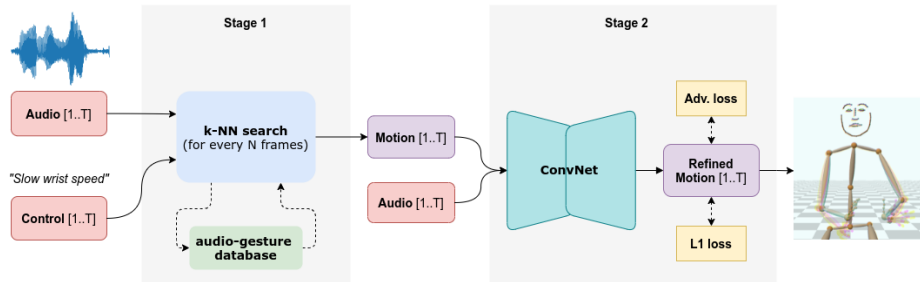 Stage 1
Stage 2
Audio [1..T]
"Slow wrist speed"
Control [1..T]
k-NN search
(for every N frames)
audio-gesture
database
Motion [1..T]
Audio [1..T]
ConvNet
Adv. loss
Refined
Motion [1..T]
L1 loss